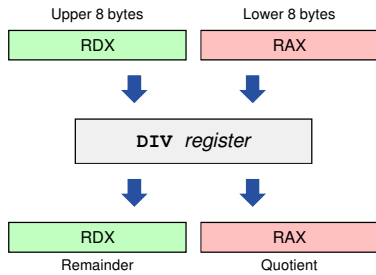 Upper 8 bytes Lower 8 bytes
RDX RAX
DIV register
RDX RAX
Remainder Quotient